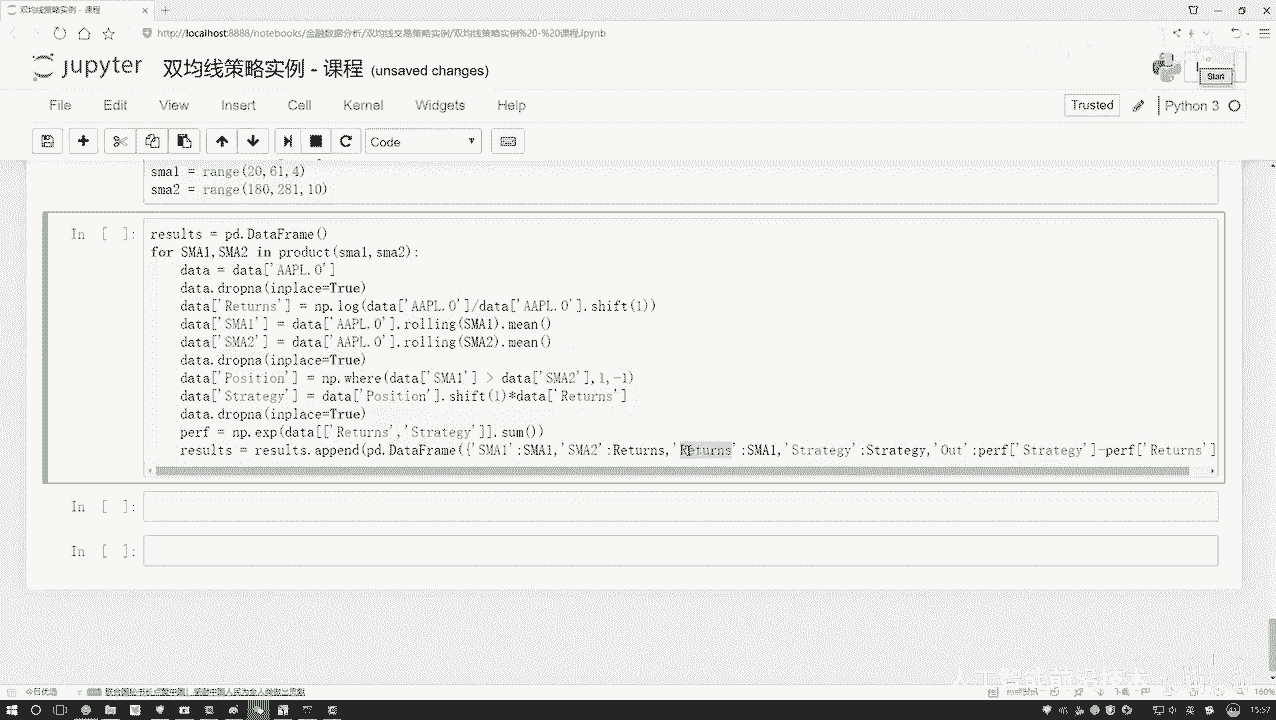 双均线策略实例 - 课程
http://localhost:8888/notebooks/金融数据分析/双均线交易策略实例/双均线策略实例%20-%20课程.ipynb
jupyter 双均线策略实例 - 课程 (unsaved changes)
Start
File Edit View Insert Cell Kernel Widgets Help
Trusted Python 3
Code
sma1 = range(20,61,4)
sma2 = range(180,281,10)
In [ ]:
results = pd.DataFrame()
for SMA1,SMA2 in product(sma1,sma2):
data = data['AAPL.O']
data.dropna(inplace=True)
data['Returns'] = np.log(data['AAPL.O']/data['AAPL.O'].shift(1))
data['SMA1'] = data['AAPL.O'].rolling(SMA1).mean()
data['SMA2'] = data['AAPL.O'].rolling(SMA2).mean()
data.dropna(inplace=True)
data['Position'] = np.where(data['SMA1'] > data['SMA2'],1,-1)
data['Strategy'] = data['Position'].shift(1)*data['Returns']
data.dropna(inplace=True)
perf = np.exp(data[['Returns','Strategy']].sum())
results = results.append(pd.DataFrame({'SMA1':SMA1,'SMA2':Returns,'Returns':SMA1,'Strategy':Strategy,'Out':perf['Strategy']-perf['Returns']
In [ ]:
In [ ]:
今日优选
160%
15:57